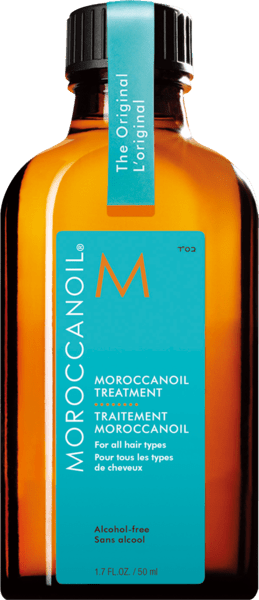 The Original
L'original
MOROCCANOIL®
M
MOROCCANOIL
TREATMENT
TRAITEMENT
MOROCCANOIL
For all hair types
Pour tous les types
de cheveux
Alcohol-free
Sans alcool
1.7 FL.OZ. / 50 ml